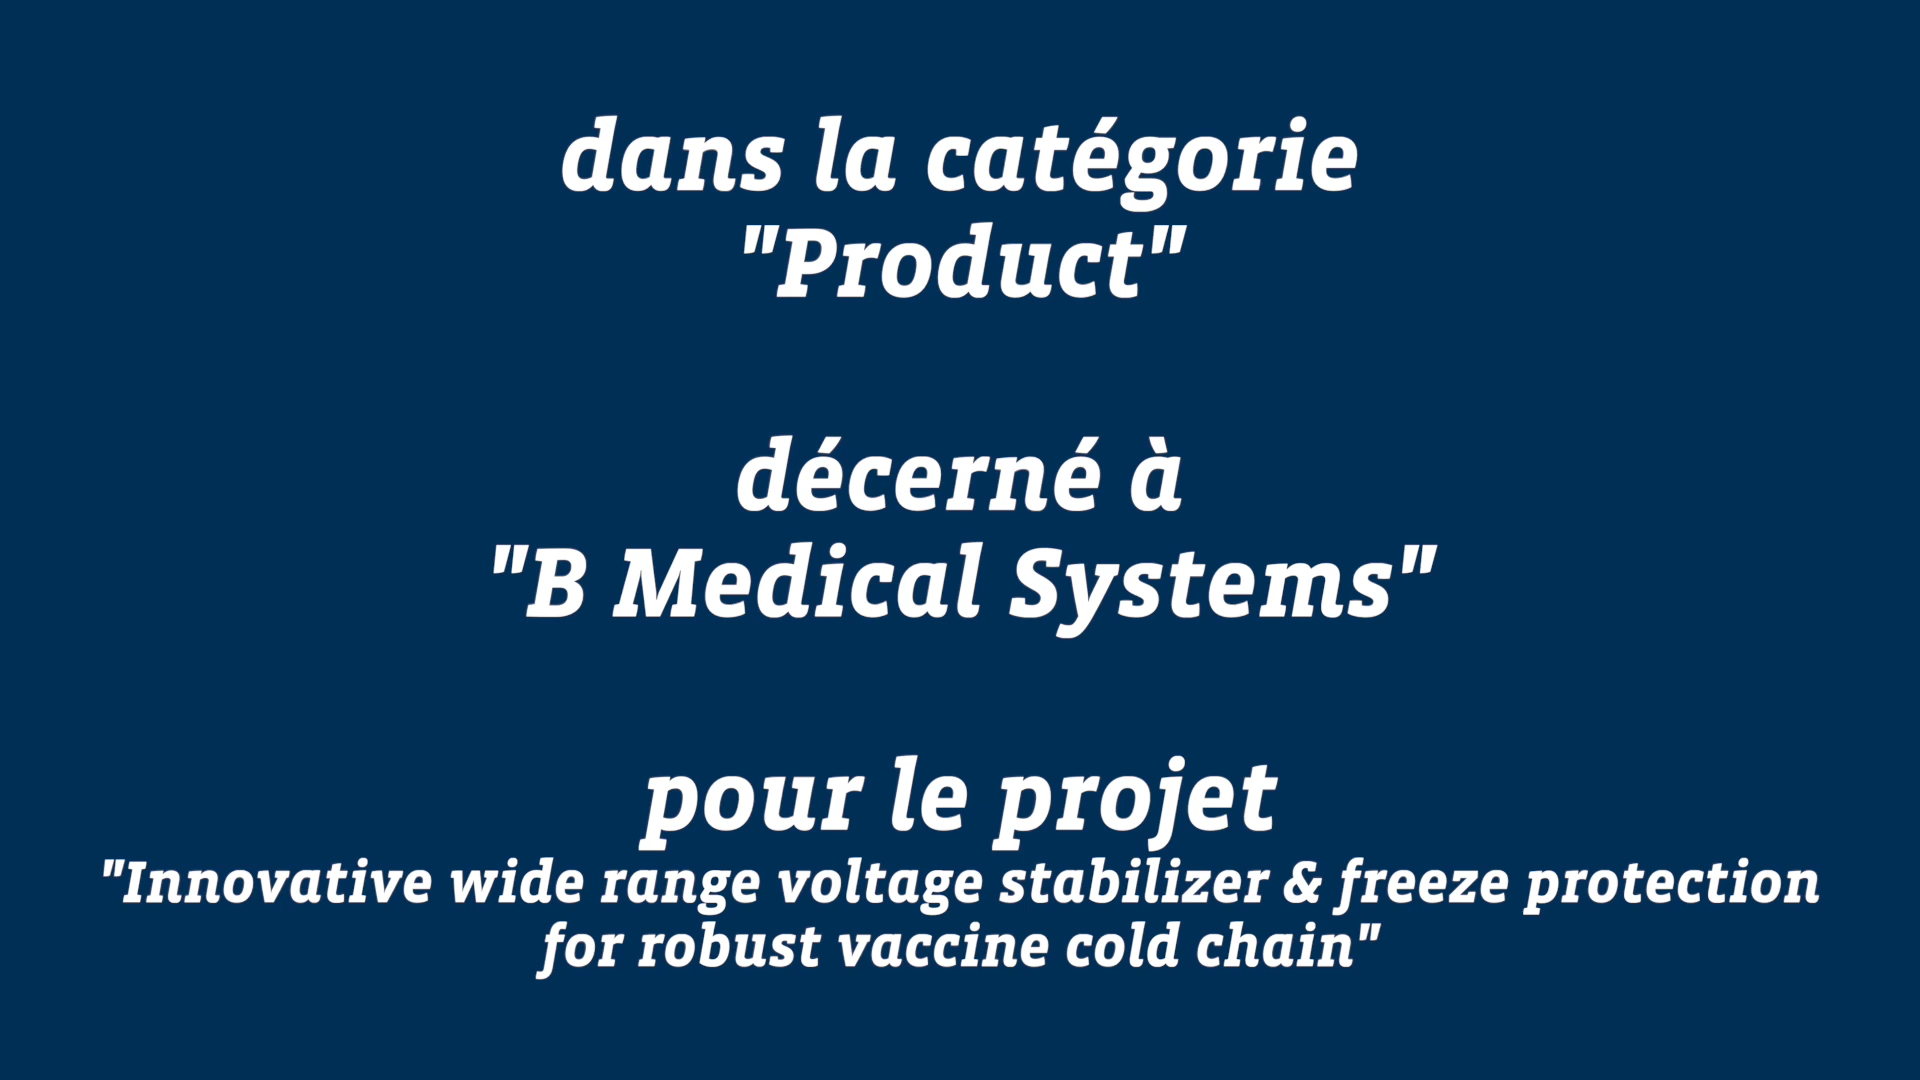 dans la catégorie
"Product"
décerné à
"B Medical Systems"
pour le projet
"Innovative wide range voltage stabilizer & freeze protection
for robust vaccine cold chain"